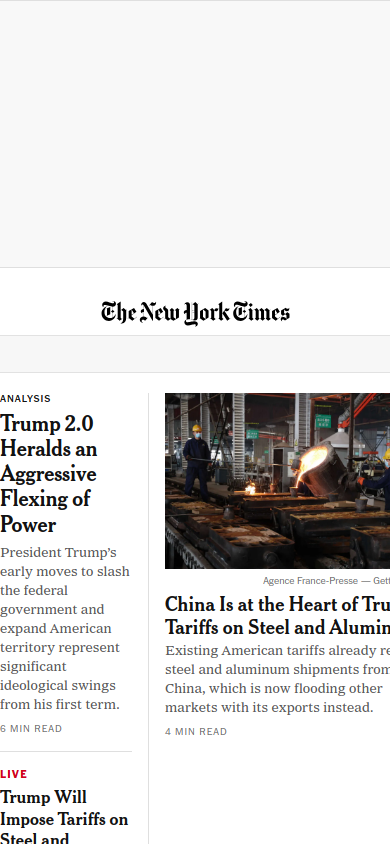 The New York Times
ANALYSIS
Trump 2.0
Heralds an
Aggressive
Flexing of
Power
President Trump's
early moves to slash
the federal
government and
expand American
territory represent
significant
ideological swings
from his first term.
6 MIN READ
LIVE
Trump Will
Impose Tariffs on
Steel and
Agence France-Presse — Gett
China Is at the Heart of Tru
Tariffs on Steel and Alumin
Existing American tariffs already re
steel and aluminum shipments from
China, which is now flooding other
markets with its exports instead.
4 MIN READ